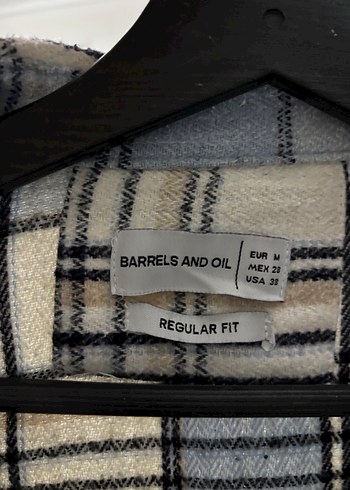 BARRELS AND OIL
EUR M
MEX 28
USA 38
REGULAR FIT